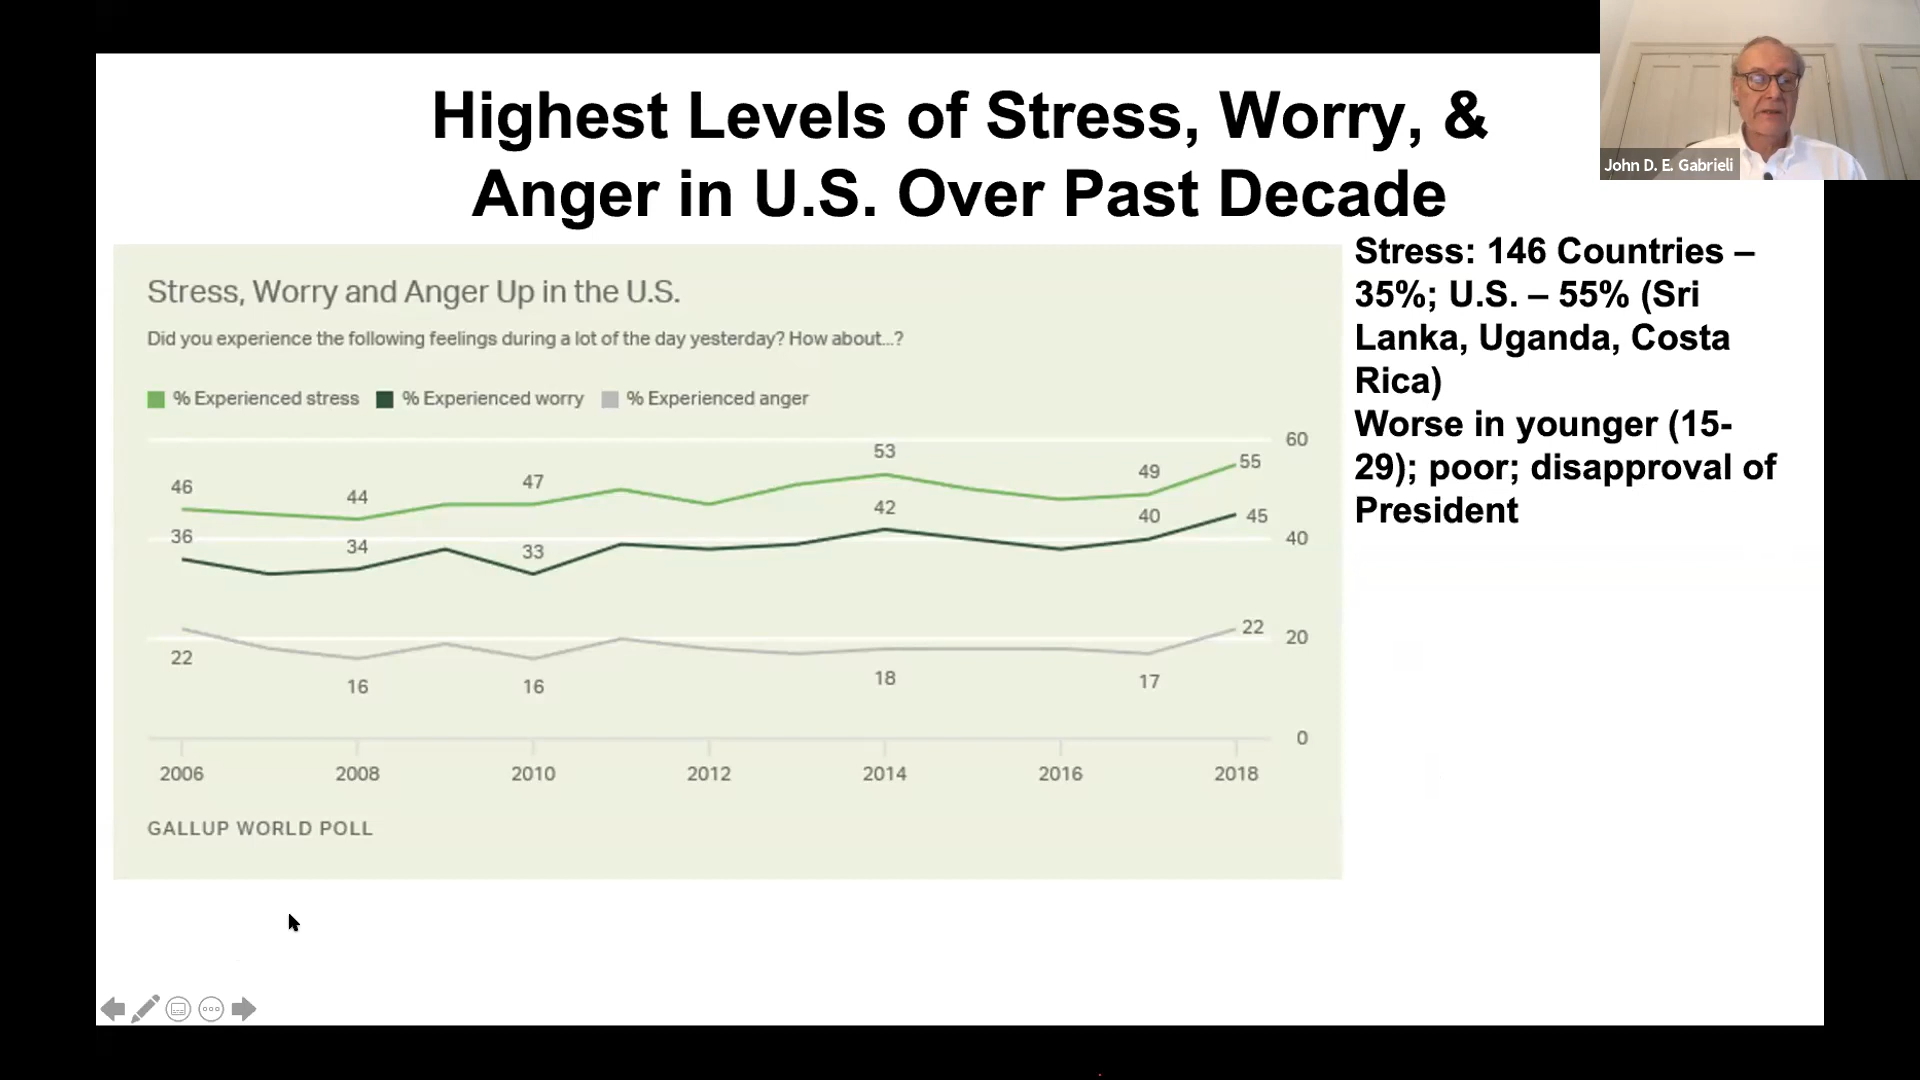 Highest Levels of Stress, Worry, &
Anger in U.S. Over Past Decade
John D. E. Gabrieli
Stress, Worry and Anger Up in the U.S.
Did you experience the following feelings during a lot of the day yesterday? How about...?
% Experienced stress % Experienced worry % Experienced anger
60
53
55
49
47
46
44
42
45
40
40
36
34
33
22
20
22
18
17
16
16
0
2006 2008 2010 2012 2014 2016 2018
GALLUP WORLD POLL
Stress: 146 Countries –
35%; U.S. – 55% (Sri
Lanka, Uganda, Costa
Rica)
Worse in younger (15-
29); poor; disapproval of
President